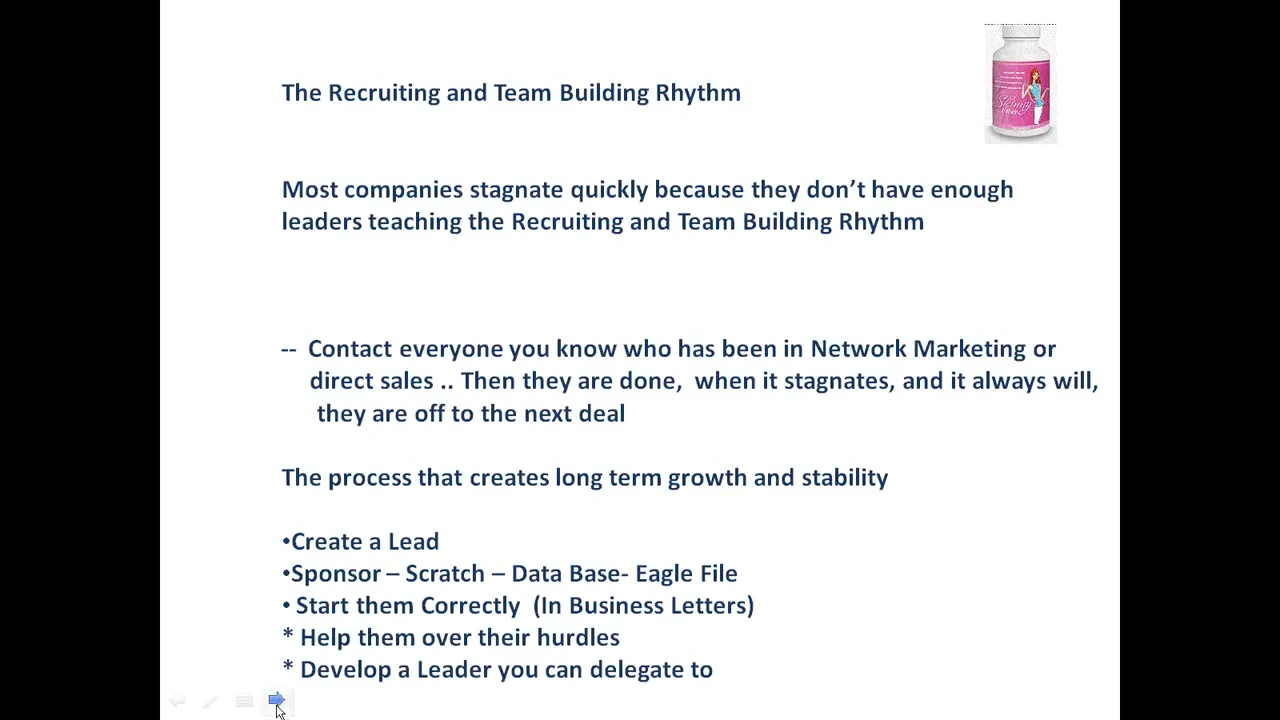 The Recruiting and Team Building Rhythm
Skinny
Fiber
Most companies stagnate quickly because they don’t have enough
leaders teaching the Recruiting and Team Building Rhythm
-- Contact everyone you know who has been in Network Marketing or
direct sales .. Then they are done, when it stagnates, and it always will,
they are off to the next deal
The process that creates long term growth and stability
•Create a Lead
•Sponsor – Scratch – Data Base- Eagle File
• Start them Correctly (In Business Letters)
* Help them over their hurdles
* Develop a Leader you can delegate to